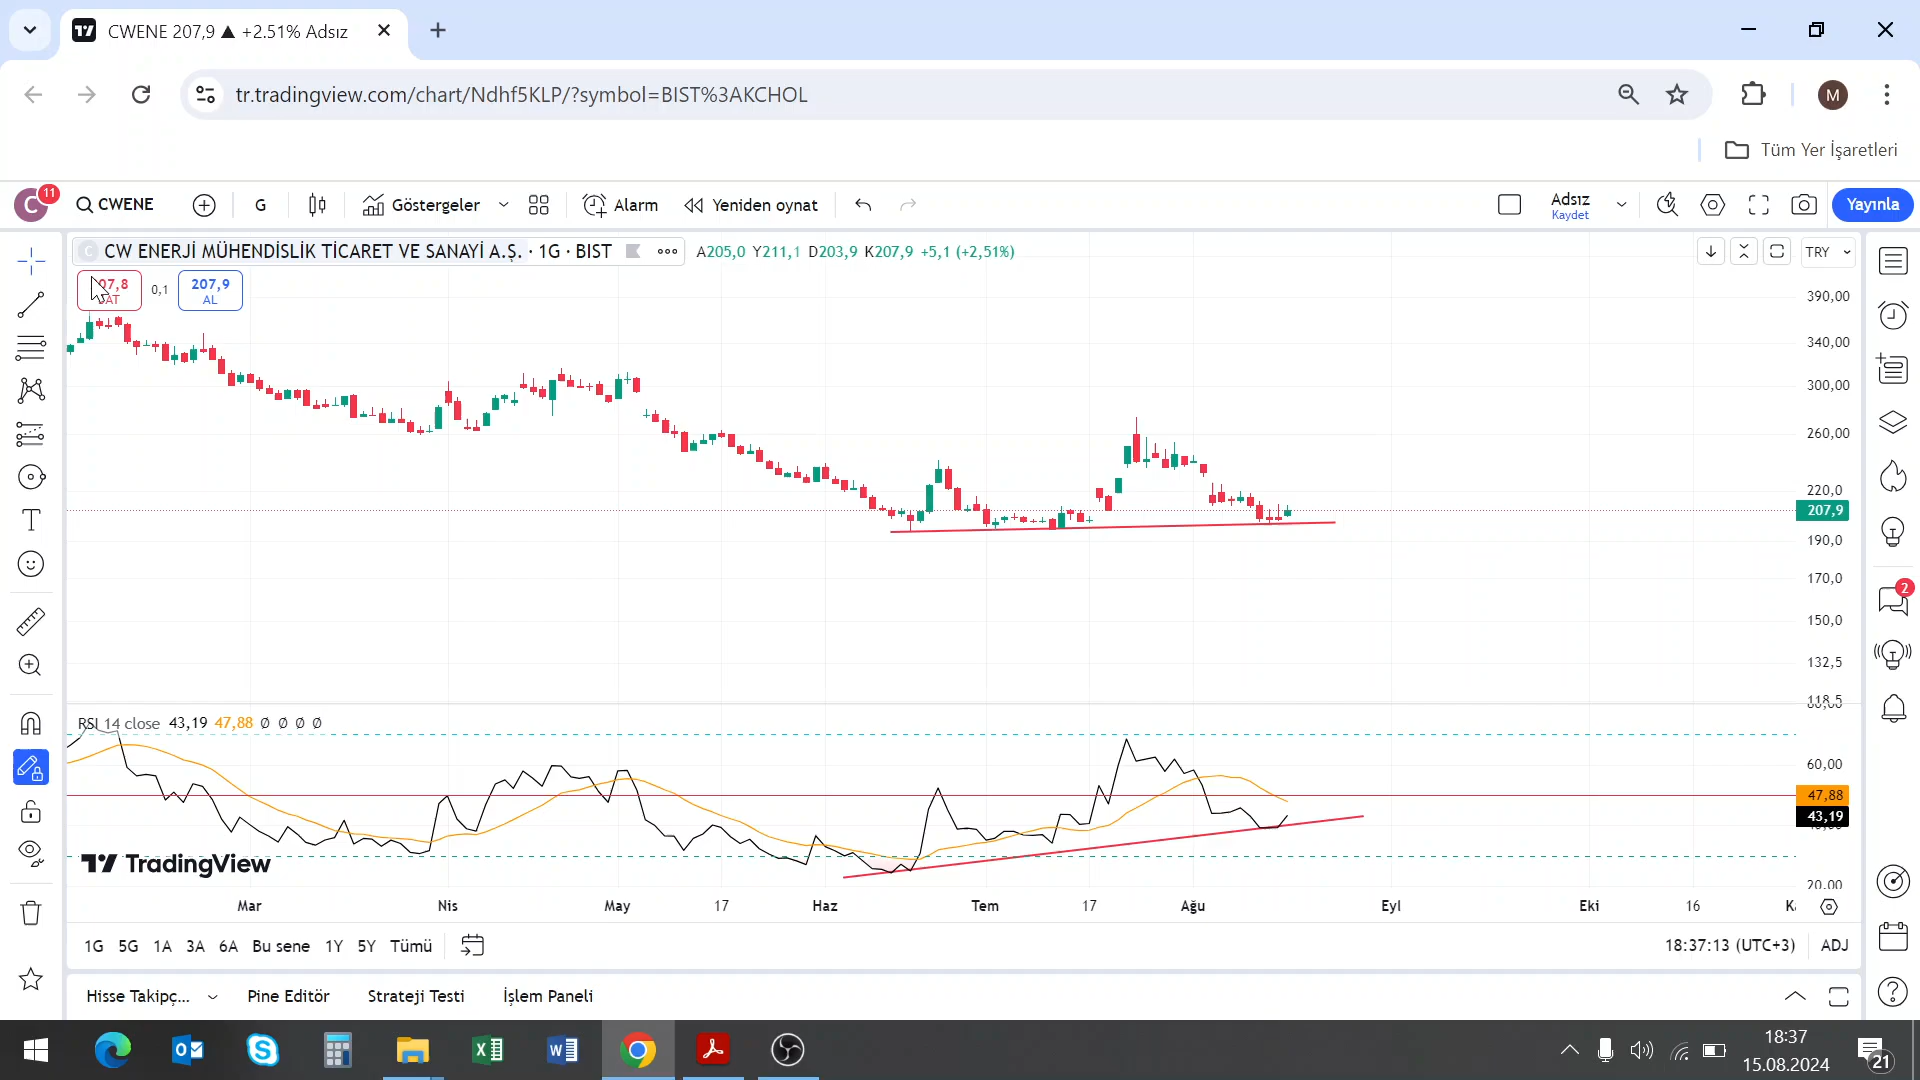 CWENE 207,9 ▲ +2.51% Adsız
tr.tradingview.com/chart/Ndhf5KLP/?symbol=BIST%3AKCHOL
M
Tüm Yer İşaretleri
C 11
CWENE
G
Göstergeler
Alarm
Yeniden oynat
Adsız
Kaydet
Yayınla
C CW ENERJİ MÜHENDİSLİK TİCARET VE SANAYİ A.Ş. · 1G · BIST
A205,0 Y211,1 D203,9 K207,9 +5,1 (+2,51%)
TRY
0,1
207,9
AL
390,00
340,00
300,00
260,00
220,0
207,9
190,0
170,0
150,0
132,5
118,5
2
RSI 14 close 43,19 47,88 Ø Ø Ø Ø
60,00
47,88
43,19
20,00
TradingView
Mar
Nis
May
17
Haz
Tem
17
Ağu
Eyl
Eki
16
1G 5G 1A 3A 6A Bu sene 1Y 5Y Tümü
18:37:13 (UTC+3)
ADJ
Hisse Takipç...
Pine Editör
Strateji Testi
İşlem Paneli
18:37
15.08.2024
21